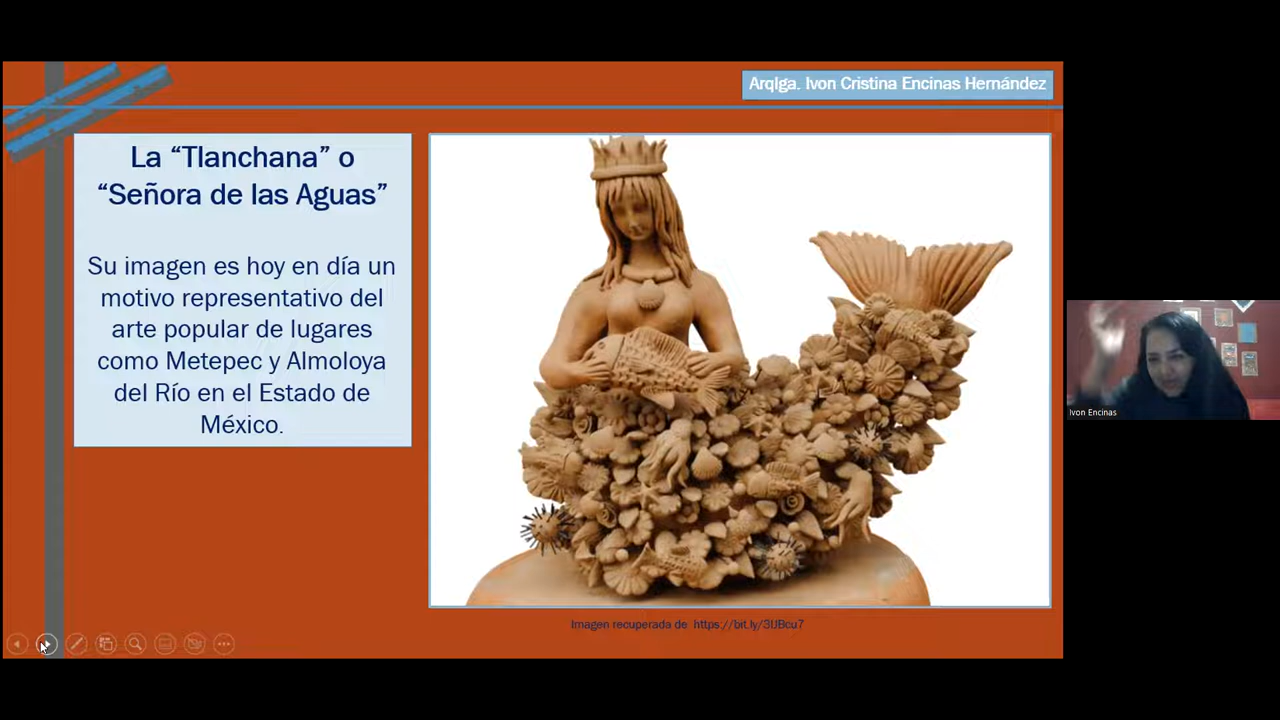 Arqlga. Ivon Cristina Encinas Hernández
La “Tlanchana” o
“Señora de las Aguas”
Su imagen es hoy en día un
motivo representativo del
arte popular de lugares
como Metepec y Almoloya
del Río en el Estado de
México.
Imagen recuperada de https://bit.ly/3UBcu7
Ivon Encinas